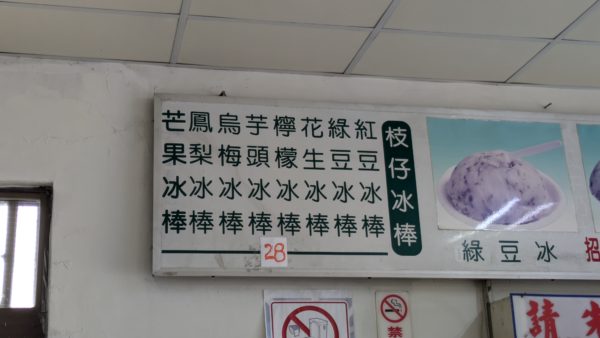 枝仔冰棒
紅豆冰棒
綠豆冰棒
花生冰棒
檸檬冰棒
芋頭冰棒
烏梅冰棒
鳳梨冰棒
芒果冰棒
28
綠豆冰
招
禁
請